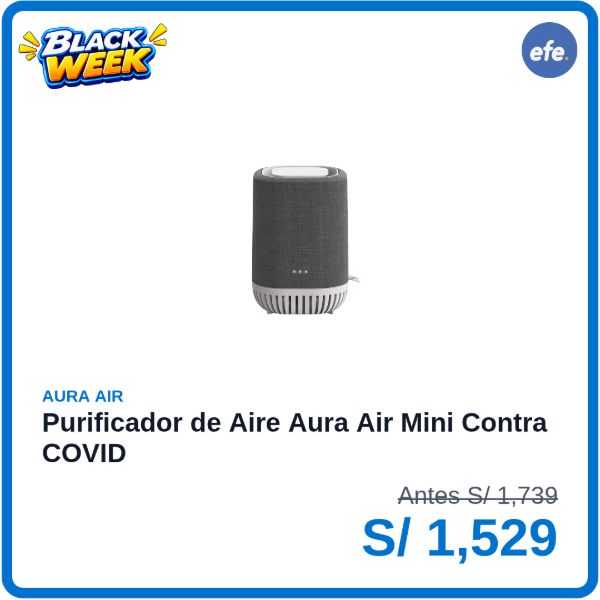 BLACK
WEEK
efe.
AURA AIR
Purificador de Aire Aura Air Mini Contra
COVID
Antes S/ 1,739
S/ 1,529